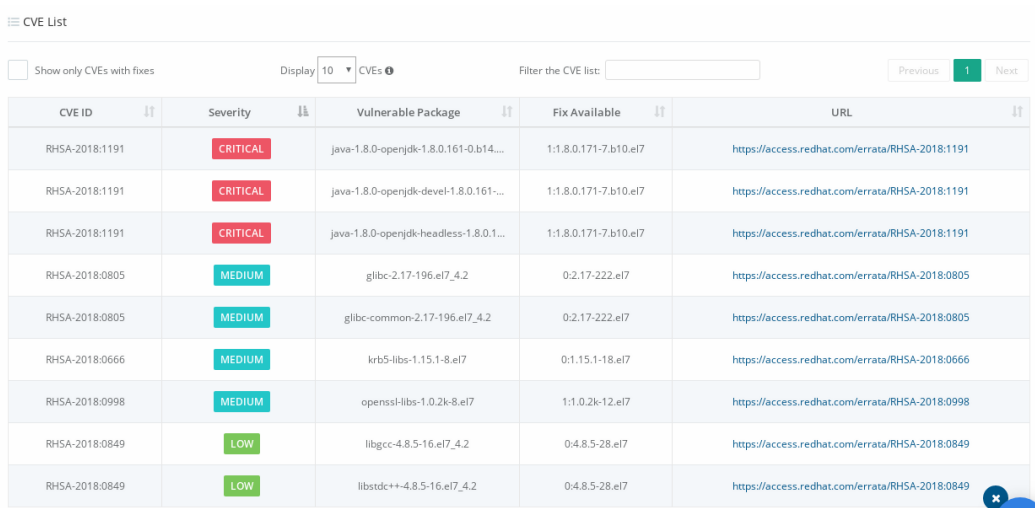 CVE List
Show only CVEs with fixes Display 10 CVEs Filter the CVE list: Previous 1 Next
CVE ID Severity Vulnerable Package Fix Available URL
RHSA-2018:1191 CRITICAL java-1.8.0-openjdk-1.8.0.161-0.b14.... 1:1.8.0.171-7.b10.el7 https://access.redhat.com/errata/RHSA-2018:1191
RHSA-2018:1191 CRITICAL java-1.8.0-openjdk-devel-1.8.0.161-... 1:1.8.0.171-7.b10.el7 https://access.redhat.com/errata/RHSA-2018:1191
RHSA-2018:1191 CRITICAL java-1.8.0-openjdk-headless-1.8.0.1... 1:1.8.0.171-7.b10.el7 https://access.redhat.com/errata/RHSA-2018:1191
RHSA-2018:0805 MEDIUM glibc-2.17-196.el7_4.2 0:2.17-222.el7 https://access.redhat.com/errata/RHSA-2018:0805
RHSA-2018:0805 MEDIUM glibc-common-2.17-196.el7_4.2 0:2.17-222.el7 https://access.redhat.com/errata/RHSA-2018:0805
RHSA-2018:0666 MEDIUM krb5-libs-1.15.1-8.el7 0:1.15.1-18.el7 https://access.redhat.com/errata/RHSA-2018:0666
RHSA-2018:0998 MEDIUM openssl-libs-1.0.2k-8.el7 1:1.0.2k-12.el7 https://access.redhat.com/errata/RHSA-2018:0998
RHSA-2018:0849 LOW libgcc-4.8.5-16.el7_4.2 0:4.8.5-28.el7 https://access.redhat.com/errata/RHSA-2018:0849
RHSA-2018:0849 LOW libstdc++-4.8.5-16.el7_4.2 0:4.8.5-28.el7 https://access.redhat.com/errata/RHSA-2018:0849